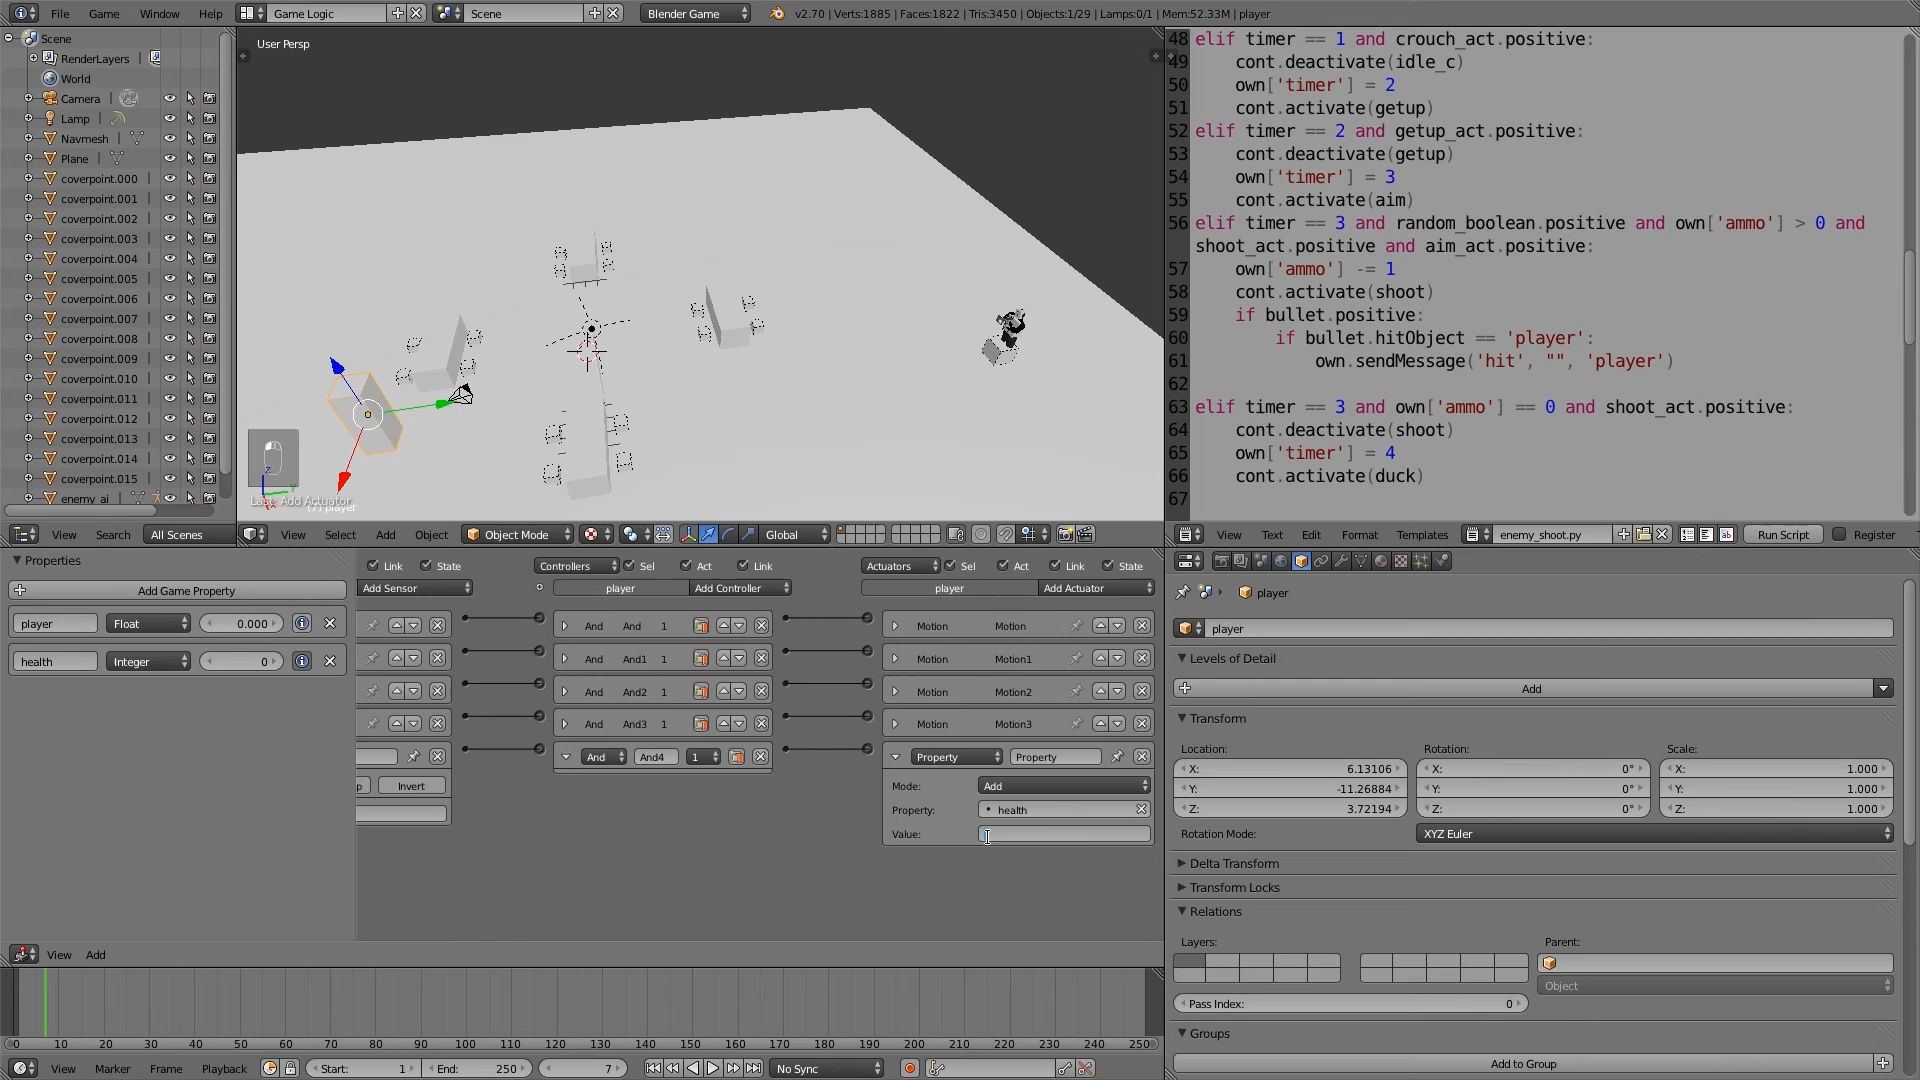 File Game Window Help Game Logic Scene Blender Game v2.70 | Verts:1885 | Faces:1822 | Tris:3450 | Objects:1/29 | Lamps:0/1 | Mem:52.33M | player
Scene
RenderLayers |
World
Camera |
Lamp |
Navmesh |
Plane |
coverpoint.000 |
coverpoint.001 |
coverpoint.002 |
coverpoint.003 |
coverpoint.004 |
coverpoint.005 |
coverpoint.006 |
coverpoint.007 |
coverpoint.008 |
coverpoint.009 |
coverpoint.010 |
coverpoint.011 |
coverpoint.012 |
coverpoint.013 |
coverpoint.014 |
coverpoint.015 |
enemy_ai |
View Search All Scenes
User Persp
Last: Add Actuator
(7) player
View Select Add Object Object Mode Global
48 elif timer == 1 and crouch_act.positive:
49 cont.deactivate(idle_c)
50 own['timer'] = 2
51 cont.activate(getup)
52 elif timer == 2 and getup_act.positive:
53 cont.deactivate(getup)
54 own['timer'] = 3
55 cont.activate(aim)
56 elif timer == 3 and random_boolean.positive and own['ammo'] > 0 and
shoot_act.positive and aim_act.positive:
57 own['ammo'] -= 1
58 cont.activate(shoot)
59 if bullet.positive:
60 if bullet.hitObject == 'player':
61 own.sendMessage('hit', "", 'player')
62
63 elif timer == 3 and own['ammo'] == 0 and shoot_act.positive:
64 cont.deactivate(shoot)
65 own['timer'] = 4
66 cont.activate(duck)
67
View Text Edit Format Templates enemy_shoot.py Run Script Register
Properties
Add Game Property
player Float 0.000
health Integer 0
Link State Controllers Sel Act Link Actuators Sel Act Link State
Add Sensor player Add Controller player Add Actuator
And And 1 Motion Motion
And And1 1 Motion Motion1
And And2 1 Motion Motion2
And And3 1 Motion Motion3
And And4 1 Property Property
p Invert Mode: Add
Property: health
Value:
View Add
0 10 20 30 40 50 60 70 80 90 100 110 120 130 140 150 160 170 180 190 200 210 220 230 240 250
View Marker Frame Playback Start: 1 End: 250 7 No Sync
player
player
Levels of Detail
Add
Transform
Location: Rotation: Scale:
X: 6.13106 X: 0° X: 1.000
Y: -11.26884 Y: 0° Y: 1.000
Z: 3.72194 Z: 0° Z: 1.000
Rotation Mode: XYZ Euler
Delta Transform
Transform Locks
Relations
Layers: Parent:
Object
Pass Index: 0
Groups
Add to Group